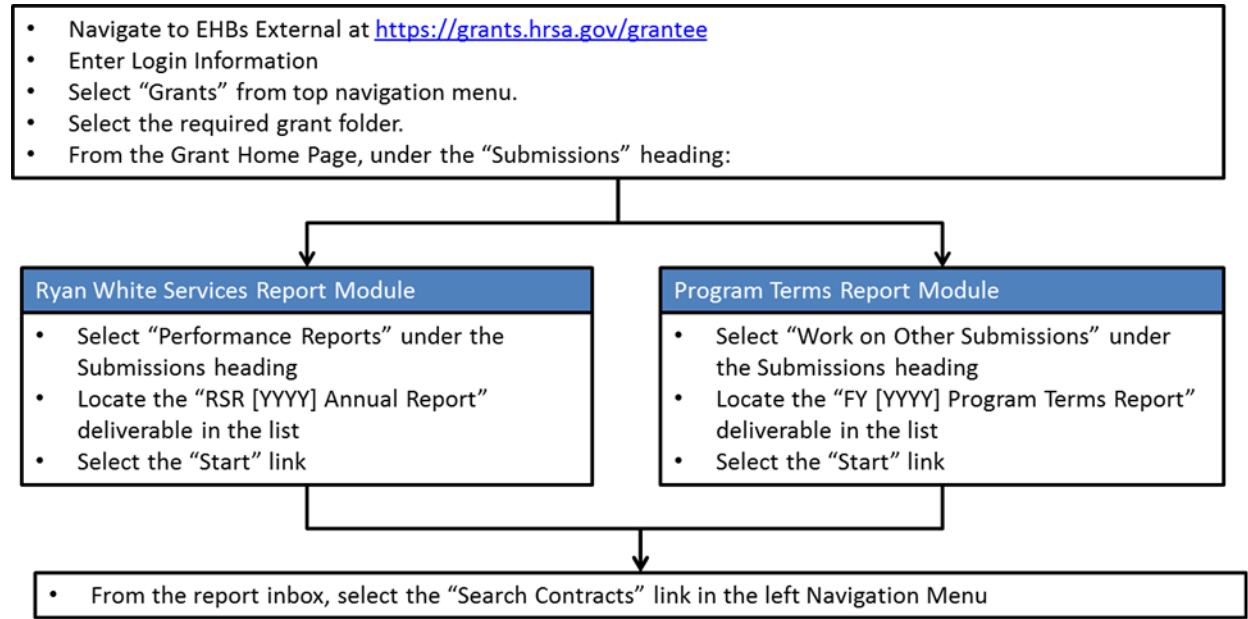 • Navigate to EHBs External at https://grants.hrsa.gov/grantee
• Enter Login Information
• Select “Grants” from top navigation menu.
• Select the required grant folder.
• From the Grant Home Page, under the “Submissions” heading:
Ryan White Services Report Module
• Select “Performance Reports” under the
Submissions heading
• Locate the “RSR [YYYY] Annual Report”
deliverable in the list
• Select the “Start” link
Program Terms Report Module
• Select “Work on Other Submissions” under
the Submissions heading
• Locate the “FY [YYYY] Program Terms Report”
deliverable in the list
• Select the “Start” link
• From the report inbox, select the “Search Contracts” link in the left Navigation Menu